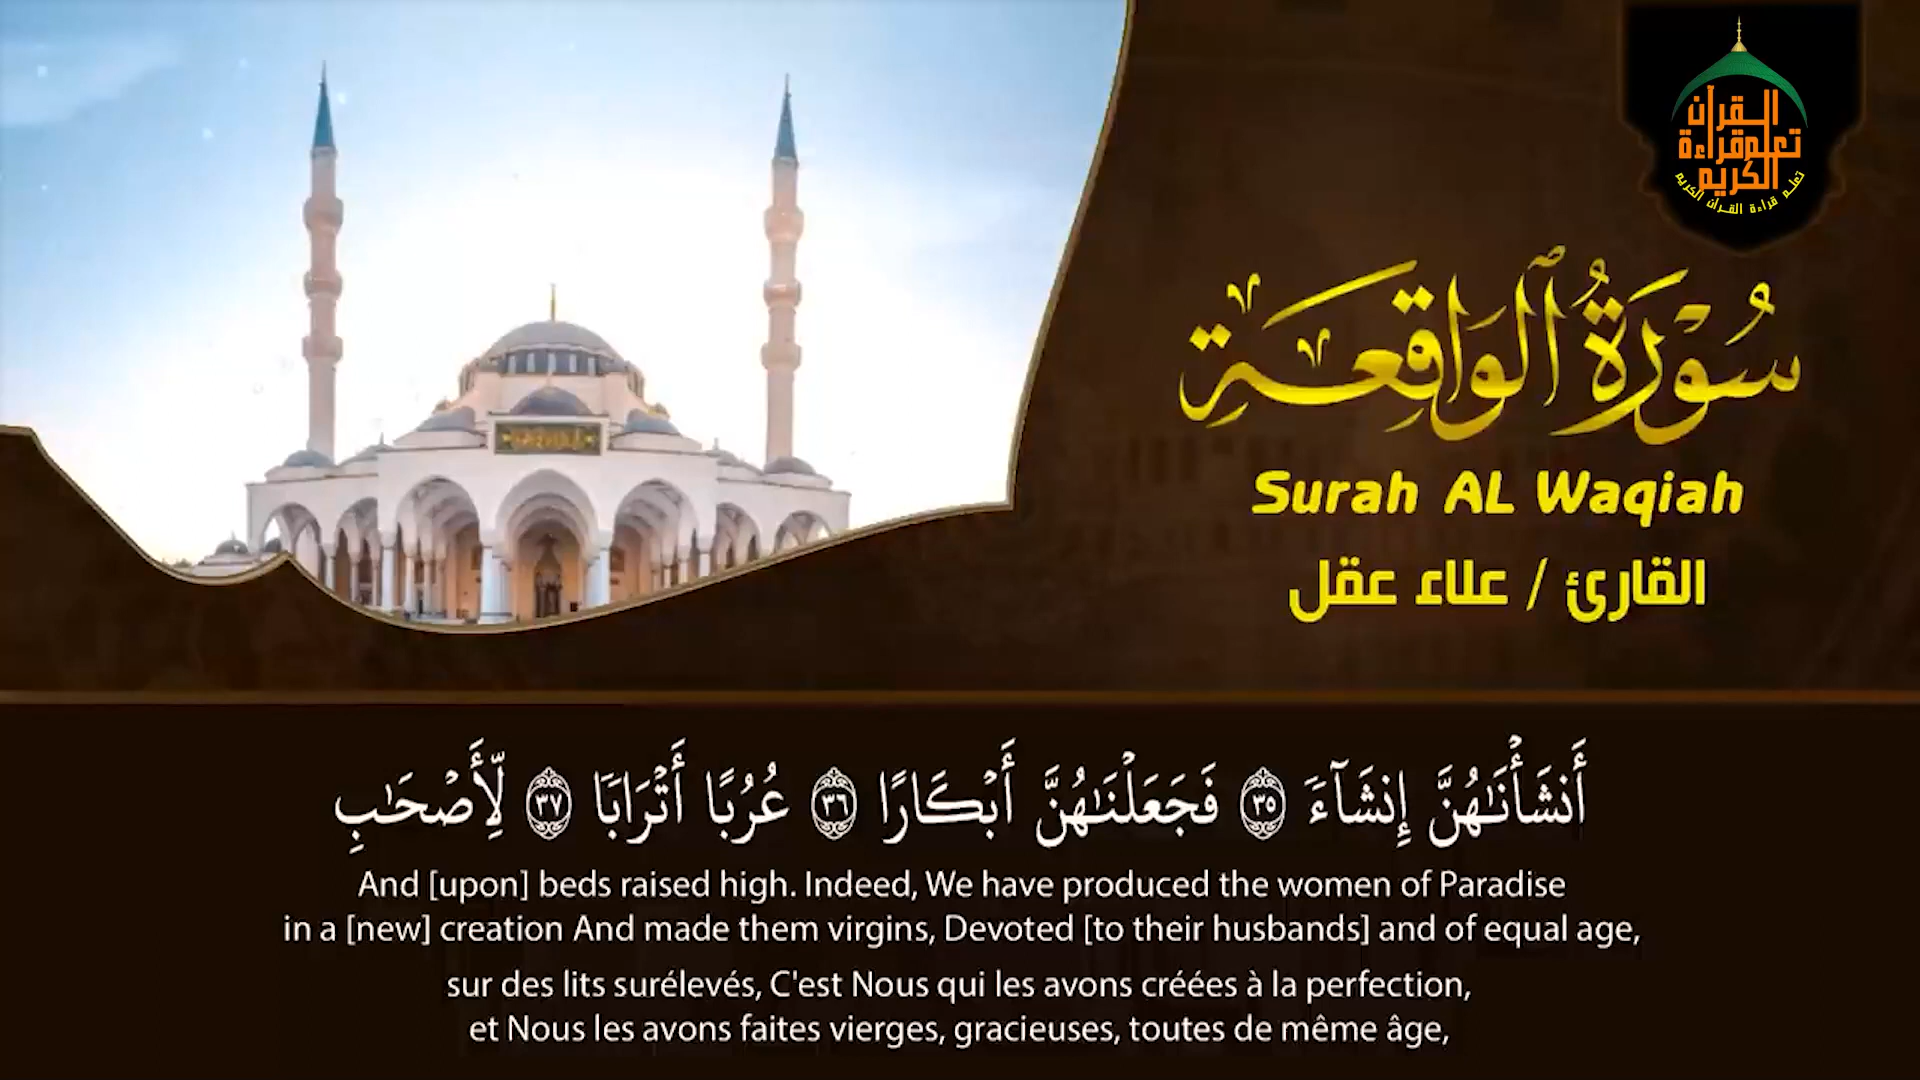 القرآن
تعلم قراءة
الكريم
تعلم قراءة القرآن الكريم
سُورَةُ ٱلْوَاقِعَة
Surah AL Waqiah
القارئ / علاء عقل
أَنشَأْنَٰهُنَّ إِنشَآءً ٣٥ فَجَعَلْنَٰهُنَّ أَبْكَارًا ٣٦ عُرُبًا أَتْرَابًا ٣٧ لِّأَصْحَٰبِ
And [upon] beds raised high. Indeed, We have produced the women of Paradise
in a [new] creation And made them virgins, Devoted [to their husbands] and of equal age,
sur des lits surélevés, C'est Nous qui les avons créées à la perfection,
et Nous les avons faites vierges, gracieuses, toutes de même âge,